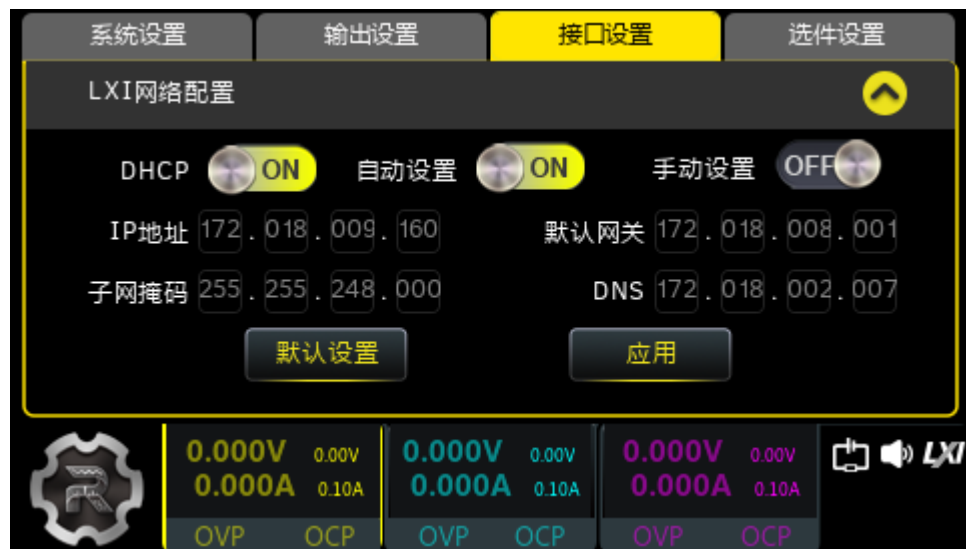 系统设置 输出设置 接口设置 选件设置
LXI网络配置
DHCP ON 自动设置 ON 手动设置 OFF
IP地址 172.018.009.160 默认网关 172.018.008.001
子网掩码 255.255.248.000 DNS 172.018.002.007
默认设置 应用
0.000V 0.00V 0.000V 0.00V 0.000V 0.00V LXI
0.000A 0.10A 0.000A 0.10A 0.000A 0.10A
OVP OCP OVP OCP OVP OCP